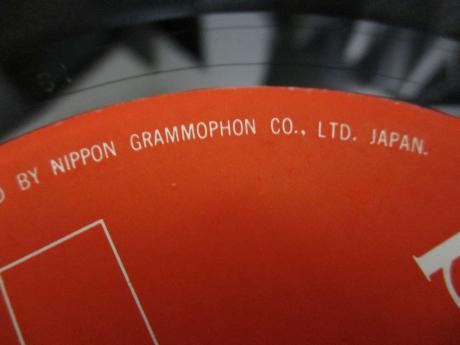 BY NIPPON GRAMMOPHON CO., LTD. JAPAN.